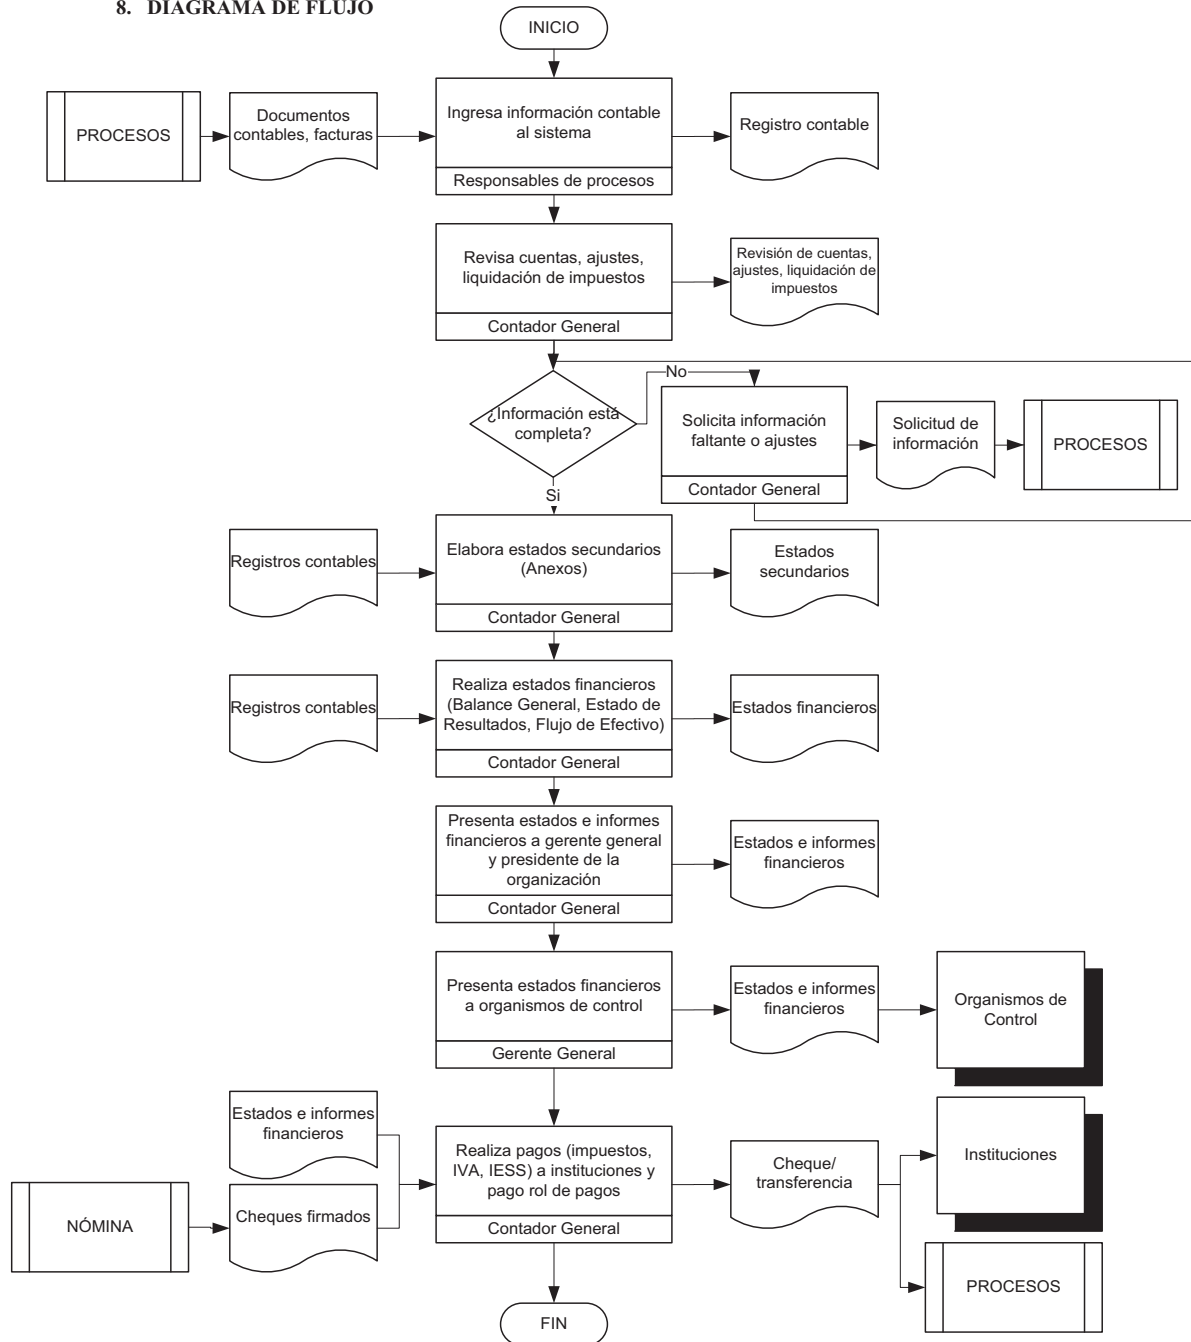 8. DIAGRAMA DE FLUJO
INICIO
PROCESOS
Documentos
contables, facturas
Ingresa información contable
al sistema
Responsables de procesos
Registro contable
Revisa cuentas, ajustes,
liquidación de impuestos
Contador General
Revisión de cuentas,
ajustes, liquidación de
impuestos
¿Información está
completa?
No
Si
Solicita información
faltante o ajustes
Contador General
Solicitud de
información
PROCESOS
Registros contables
Elabora estados secundarios
(Anexos)
Contador General
Estados
secundarios
Registros contables
Realiza estados financieros
(Balance General, Estado de
Resultados, Flujo de Efectivo)
Contador General
Estados financieros
Presenta estados e informes
financieros a gerente general
y presidente de la
organización
Contador General
Estados e informes
financieros
Presenta estados financieros
a organismos de control
Gerente General
Estados e informes
financieros
Organismos de
Control
Estados e informes
financieros
NÓMINA
Cheques firmados
Realiza pagos (impuestos,
IVA, IESS) a instituciones y
pago rol de pagos
Contador General
Cheque/
transferencia
Instituciones
PROCESOS
FIN